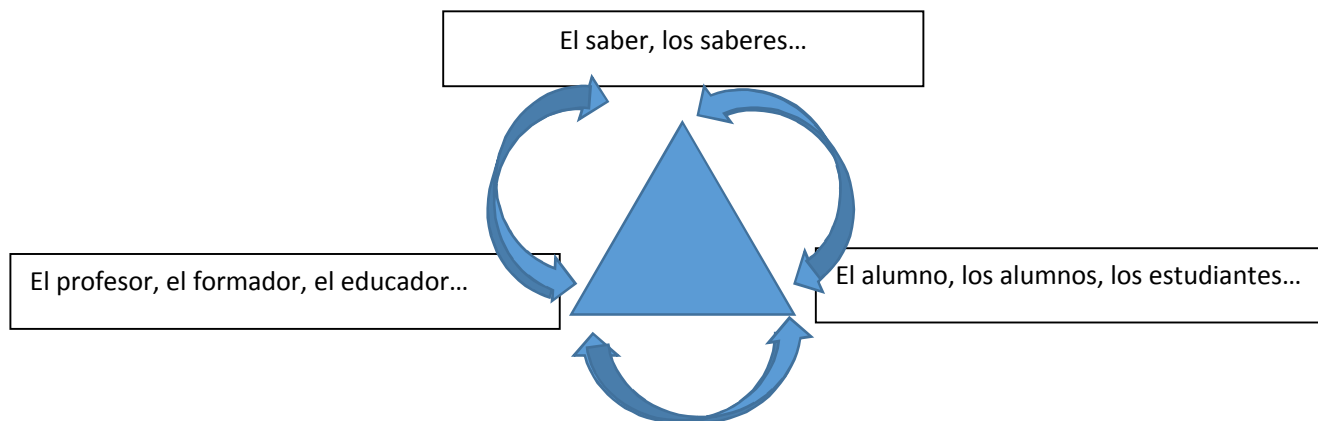 El saber, los saberes…
El profesor, el formador, el educador…
El alumno, los alumnos, los estudiantes…